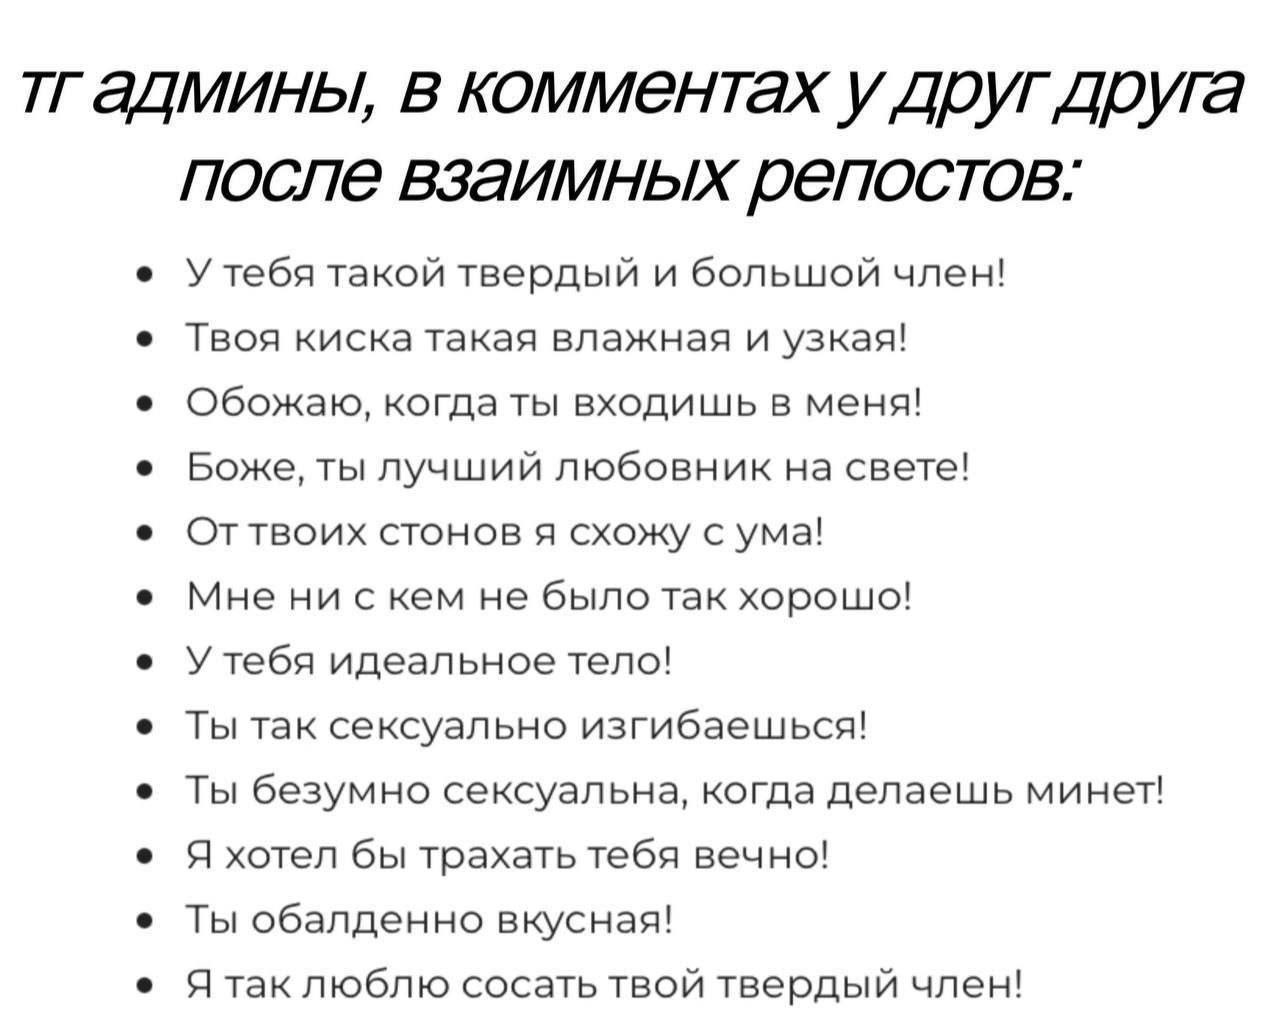 тг админы, в комментах у друг друга
после взаимных репостов:
• У тебя такой твердый и большой член!
• Твоя киска такая влажная и узкая!
• Обожаю, когда ты входишь в меня!
• Боже, ты лучший любовник на свете!
• От твоих стонов я схожу с ума!
• Мне ни с кем не было так хорошо!
• У тебя идеальное тело!
• Ты так сексуально изгибаешься!
• Ты безумно сексуальна, когда делаешь минет!
• Я хотел бы трахать тебя вечно!
• Ты обалденно вкусная!
• Я так люблю сосать твой твердый член!